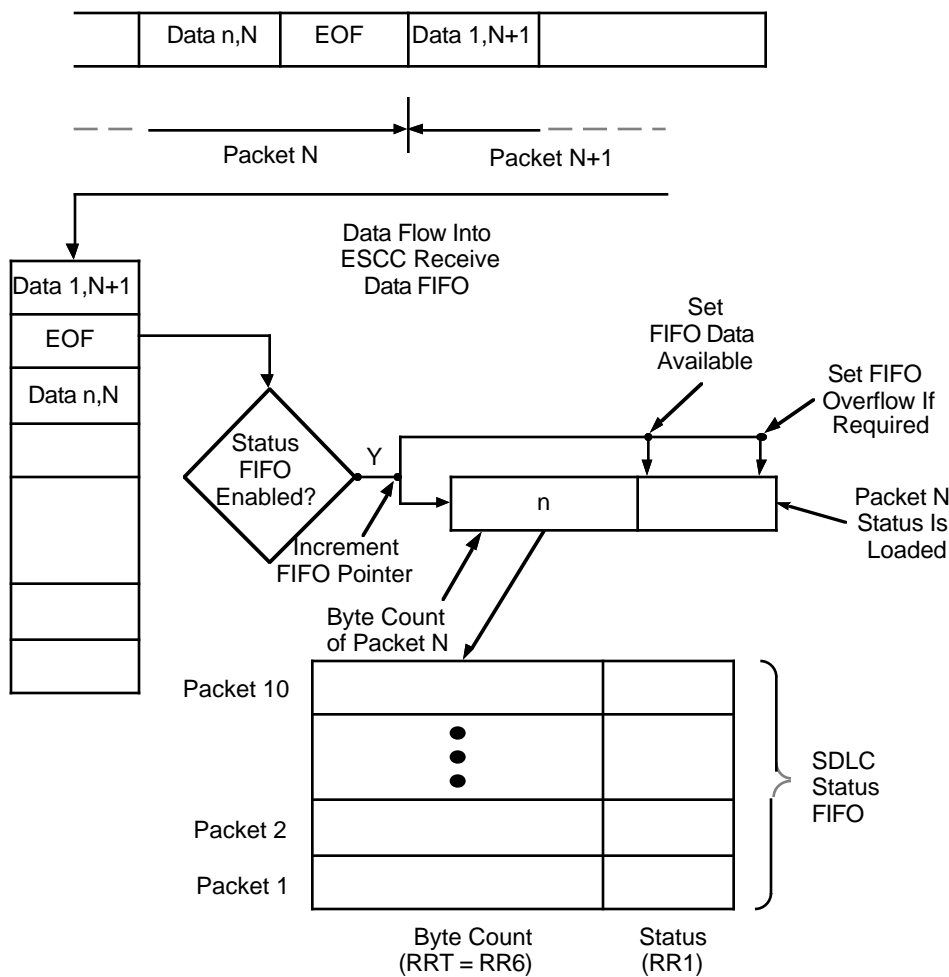 Data n,N EOF Data 1,N+1
Packet N Packet N+1
Data Flow Into
ESCC Receive
Data FIFO
Data 1,N+1
EOF
Data n,N
Status
FIFO
Enabled?
Y
Increment
FIFO Pointer
Set
FIFO Data
Available
Set FIFO
Overflow If
Required
n
Packet N
Status Is
Loaded
Byte Count
of Packet N
Packet 10
Packet 2
Packet 1
SDLC
Status
FIFO
Byte Count
(RRT = RR6)
Status
(RR1)